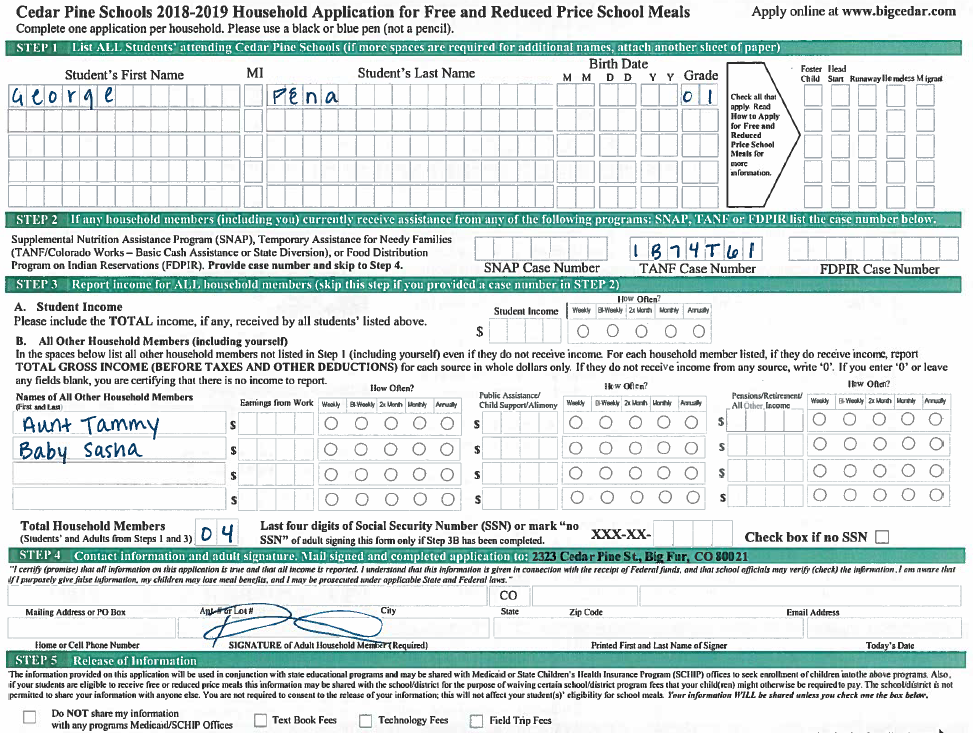 Cedar Pine Schools 2018-2019 Household Application for Free and Reduced Price School Meals
Apply online at www.bigcedar.com
Complete one application per household. Please use a black or blue pen (not a pencil).
STEP 1 List ALL Students' attending Cedar Pine Schools (if more spaces are required for additional names, attach another sheet of paper)
Student's First Name MI Student's Last Name Birth Date M M D D Y Y Grade Foster Child Head Start Runaway Homeless Migrant
George Pena 01
Check all that
apply. Read
How to Apply
for Free and
Reduced
Price School
Meals for
more
information.
STEP 2 If any household members (including you) currently receive assistance from any of the following programs: SNAP, TANF or FDPIR list the case number below.
Supplemental Nutrition Assistance Program (SNAP), Temporary Assistance for Needy Families
(TANF/Colorado Works – Basic Cash Assistance or State Diversion), or Food Distribution
Program on Indian Reservations (FDPIR). Provide case number and skip to Step 4.
1B74T61
SNAP Case Number TANF Case Number FDPIR Case Number
STEP 3 Report income for ALL household members (skip this step if you provided a case number in STEP 2)
A. Student Income
Please include the TOTAL income, if any, received by all students' listed above.
How Often?
Student Income Weekly Bi-Weekly 2x Month Monthly Annually
$
B. All Other Household Members (including yourself)
In the spaces below list all other household members not listed in Step 1 (including yourself) even if they do not receive income. For each household member listed, if they do receive income, report
TOTAL GROSS INCOME (BEFORE TAXES AND OTHER DEDUCTIONS) for each source in whole dollars only. If they do not receive income from any source, write '0'. If you enter '0' or leave
any fields blank, you are certifying that there is no income to report.
How Often? How Often? How Often?
Names of All Other Household Members
(First and Last)
Earnings from Work Weekly Bi-Weekly 2x Month Monthly Annually
Public Assistance/
Child Support/Alimony Weekly Bi-Weekly 2x Month Monthly Annually
Pensions/Retirement/
All Other Income Weekly Bi-Weekly 2x Month Monthly Annually
Aunt Tammy $ $ $
Baby Sasha $ $ $
$ $ $
$ $ $
Total Household Members
(Students and Adults from Steps 1 and 3) 04
Last four digits of Social Security Number (SSN) or mark "no
SSN" of adult signing this form only if Step 3B has been completed.
XXX-XX- Check box if no SSN
STEP 4 Contact information and adult signature. Mail signed and completed application to: 2323 Cedar Pine St., Big Fur, CO 80021
"I certify (promise) that all information on this application is true and that all income is reported. I understand that this information is given in connection with the receipt of Federal funds, and that school officials may verify (check) the information. I am aware that
if I purposely give false information, my children may lose meal benefits, and I may be prosecuted under applicable State and Federal laws."
CO
Mailing Address or PO Box Apt # or Lot # City State Zip Code Email Address
Home or Cell Phone Number SIGNATURE of Adult Household Member (Required) Printed First and Last Name of Signer Today's Date
STEP 5 Release of Information
The information provided on this application will be used in conjunction with state educational programs and may be shared with Medicaid or State Children's Health Insurance Program (SCHIP) offices to seek enrollment of children into the above programs. Also,
if your students are eligible to receive free or reduced price meals this information may be shared with the school/district for the purpose of waiving certain school/district program fees that your child(ren) might otherwise be required to pay. The school/district is not
permitted to share your information with anyone else. You are not required to consent to the release of your information; this will not affect your student(s)' eligibility for school meals. Your information WILL be shared unless you check one the box below.
Do NOT share my information
with any programs Medicaid/SCHIP Offices
Text Book Fees Technology Fees Field Trip Fees